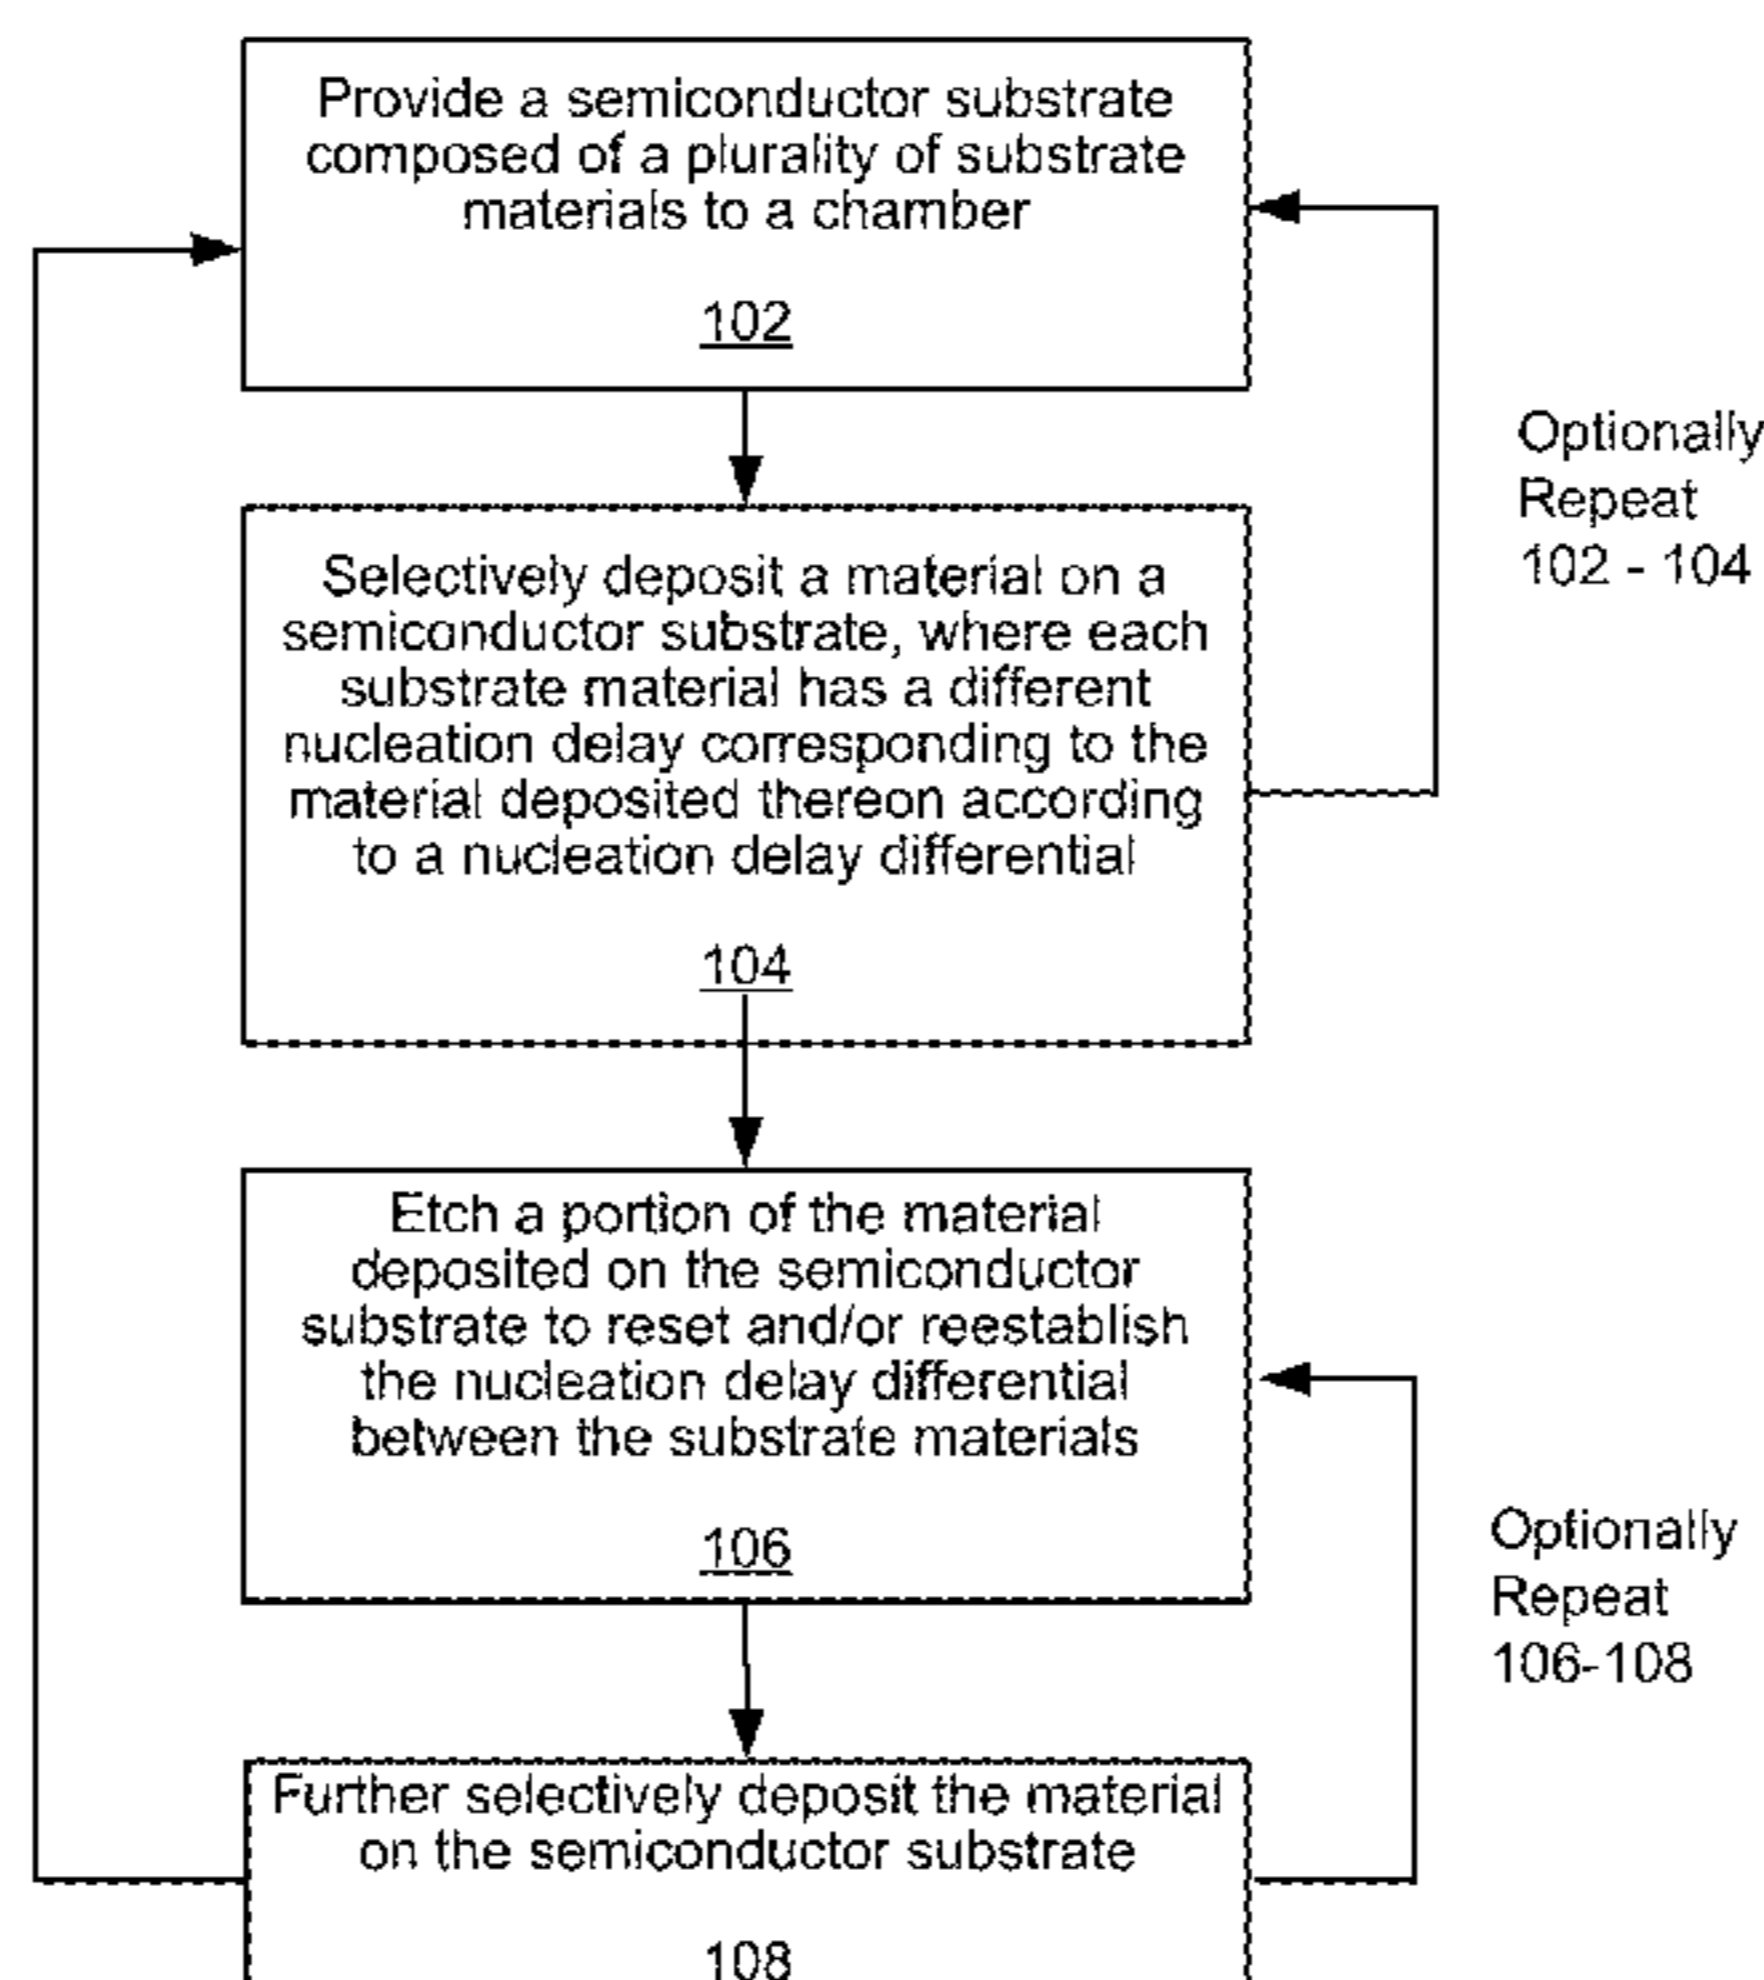 Provide a semiconductor substrate
composed of a plurality of substrate
materials to a chamber
102
Optionally
Repeat
102 - 104
Selectively deposit a material on a
semiconductor substrate, where each
substrate material has a different
nucleation delay corresponding to the
material deposited thereon according
to a nucleation delay differential
104
Etch a portion of the material
deposited on the semiconductor
substrate to reset and/or reestablish
the nucleation delay differential
between the substrate materials
106
Optionally
Repeat
106-108
Further selectively deposit the material
on the semiconductor substrate
108